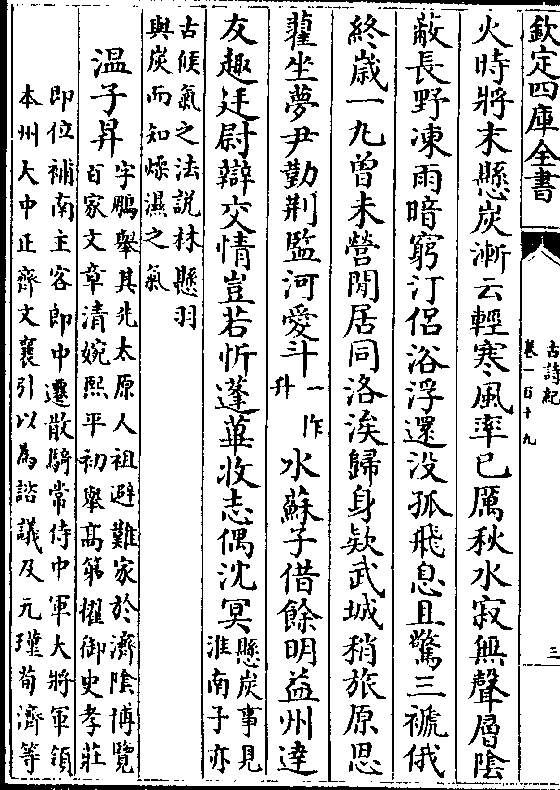 欽定四庫全書
古詩紀
卷一百十九
三
火時將末懸炭漸云輕寒風率已厲秋水寂無聲層陰
蔽長野凍雨暗窮汀侶浴浮還没孤飛息且驚三褫俄
終歲一丸曽未營閒居同洛涘歸身欵武城稍旅原思
藋坐夢尹勤荆監河愛斗一作升水蘇子借餘明益州達
友趣廷尉辯交情豈若忻蓬蓽收志偶沈冥懸炭事見淮南子亦
古候氣之法説林懸羽
與炭而知燥濕之氣
温子昇字鵬舉其先太原人祖避難家於濟陰博覽
百家文章清婉熙平初舉高第擢御史孝莊
即位補南主客郎中遷散騎常侍中軍大將軍領
本州大中正齊文襄引以為諮議及元瑾荀濟等